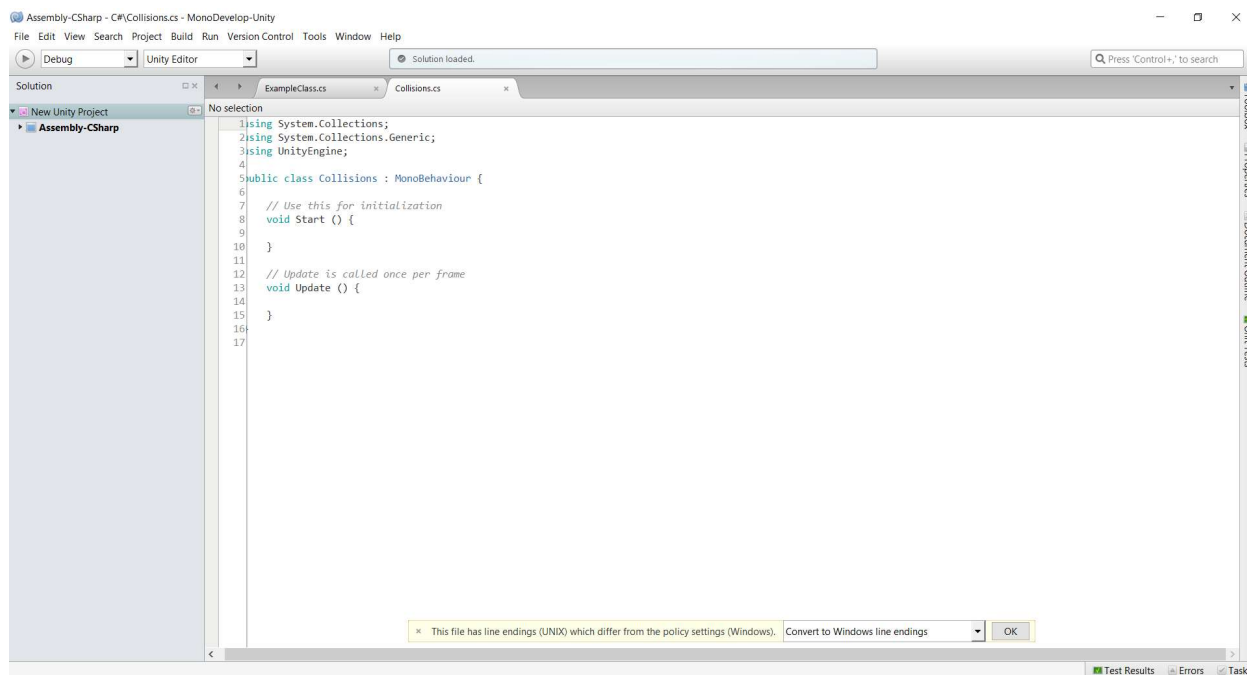 Assembly-CSharp - C#\Collisions.cs - MonoDevelop-Unity
File Edit View Search Project Build Run Version Control Tools Window Help
Debug Unity Editor Solution loaded. Press 'Control+,' to search
Solution ExampleClass.cs Collisions.cs
New Unity Project No selection
Assembly-CSharp
1 using System.Collections;
2 using System.Collections.Generic;
3 using UnityEngine;
4
5 public class Collisions : MonoBehaviour {
6
7 // Use this for initialization
8 void Start () {
9
10 }
11
12 // Update is called once per frame
13 void Update () {
14
15 }
16 }
17
This file has line endings (UNIX) which differ from the policy settings (Windows). Convert to Windows line endings OK
Test Results Errors Task